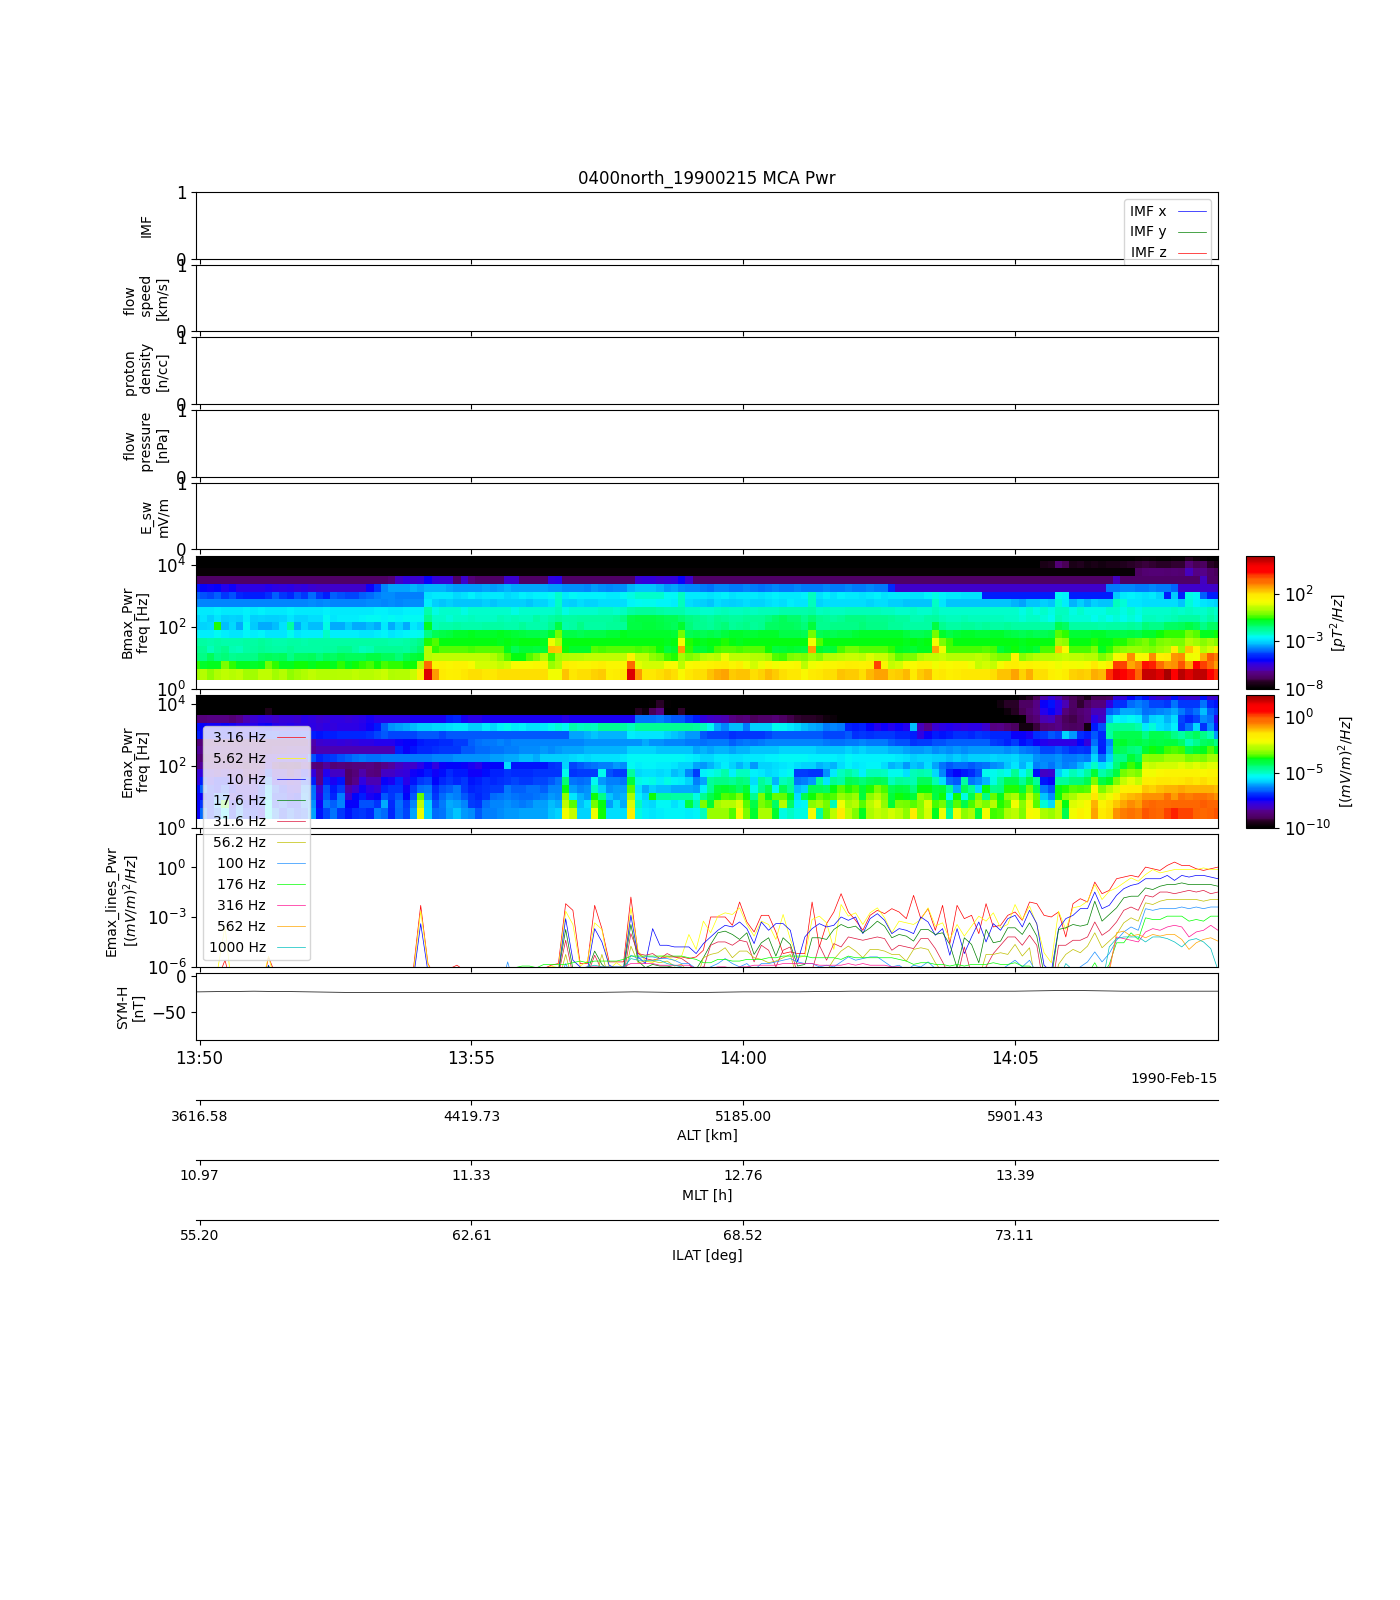 0400north_19900215 MCA Pwr
1
IMF
0
IMF x
IMF y
IMF z
1
flow
speed
[km/s]
0
1
proton
density
[n/cc]
0
1
flow
pressure
[nPa]
0
1
E_sw
mV/m
0
10^4
10^2
10^0
Bmax_Pwr
freq [Hz]
10^2
10^-3
10^-8
[pT^2/Hz]
10^4
10^2
10^0
Emax_Pwr
freq [Hz]
10^0
10^-5
10^-10
[(mV/m)^2/Hz]
3.16 Hz
5.62 Hz
10 Hz
17.6 Hz
31.6 Hz
56.2 Hz
100 Hz
176 Hz
316 Hz
562 Hz
1000 Hz
10^0
10^-3
10^-6
Emax_lines_Pwr
[(mV/m)^2/Hz]
0
−50
SYM-H
[nT]
13:50 13:55 14:00 14:05
1990-Feb-15
3616.58 4419.73 5185.00 5901.43
ALT [km]
10.97 11.33 12.76 13.39
MLT [h]
55.20 62.61 68.52 73.11
ILAT [deg]